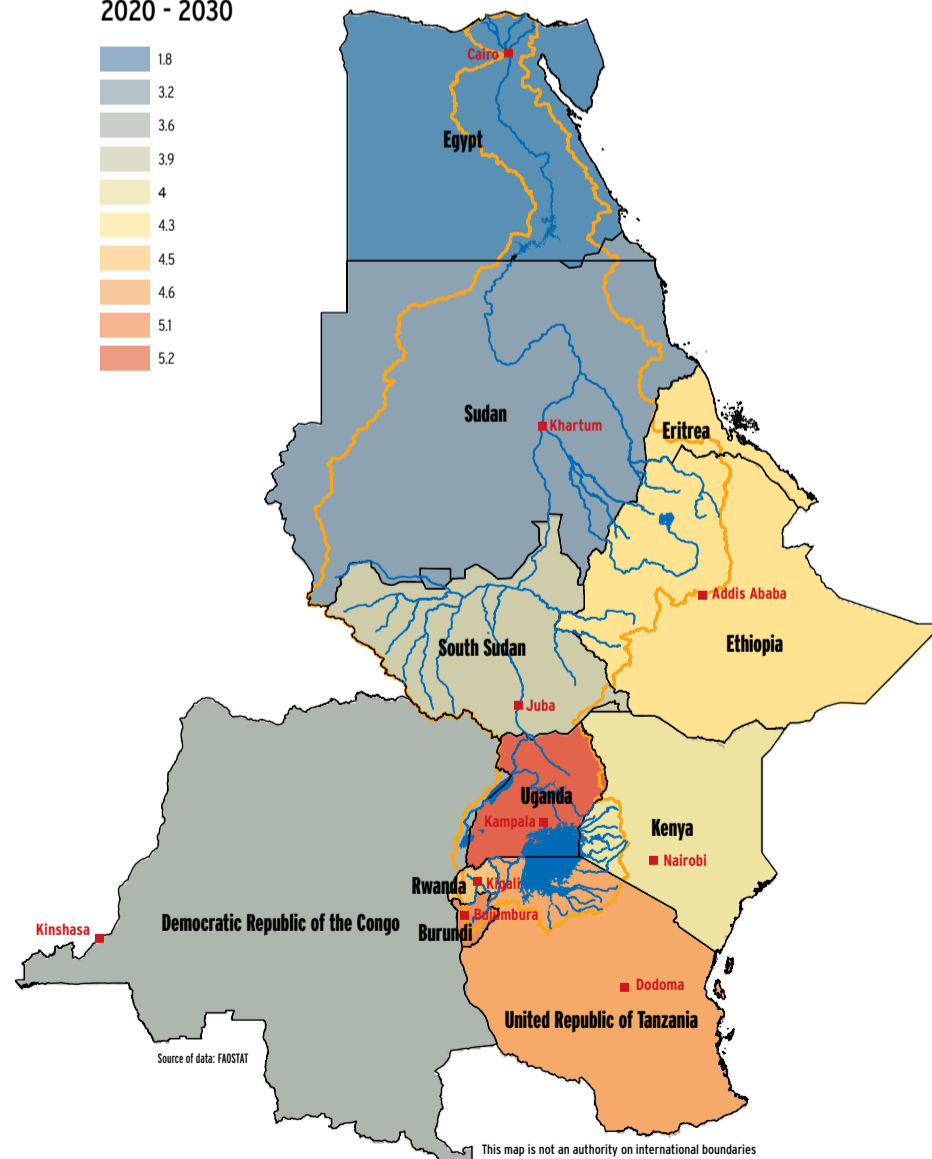 2020 - 2030
1.8
3.2
3.6
3.9
4
4.3
4.5
4.6
5.1
5.2
Cairo
Egypt
Sudan
Khartum
Eritrea
Addis Ababa
Ethiopia
South Sudan
Juba
Uganda
Kampala
Kenya
Nairobi
Rwanda
Kigali
Bujumbura
Burundi
Democratic Republic of the Congo
Kinshasa
Dodoma
United Republic of Tanzania
Source of data: FAOSTAT
This map is not an authority on international boundaries